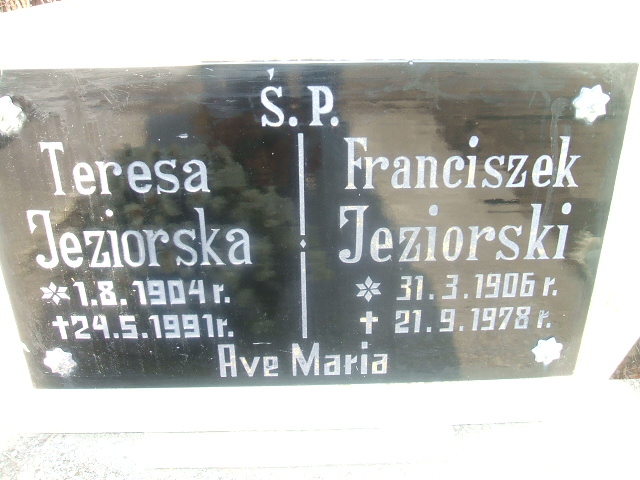 Ś. P.
Teresa
Jeziorska
* 1.8.1904 r.
† 24.5.1991 r.
Franciszek
Jeziorski
* 31.3.1906 r.
† 21.9.1978 r.
Ave Maria